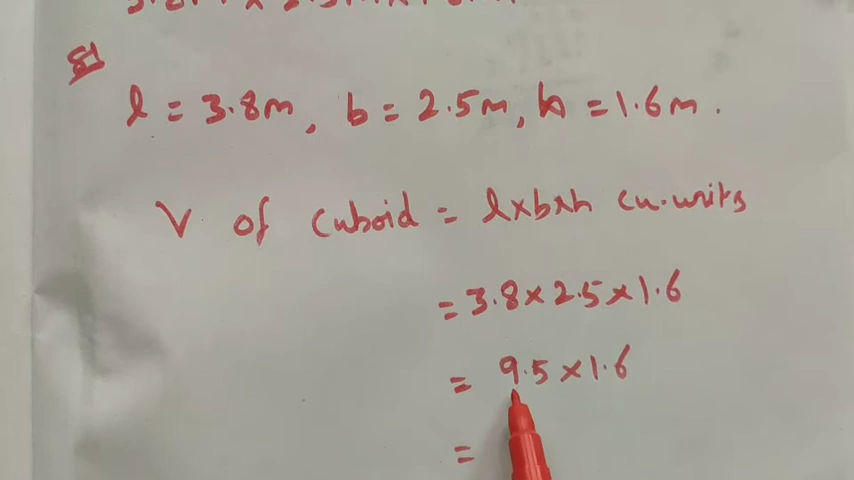 Sol
l = 3.8m, b = 2.5m, h = 1.6m.
V of Cuboid = l×b×h cu.units
= 3.8 × 2.5 × 1.6
= 9.5 × 1.6
=